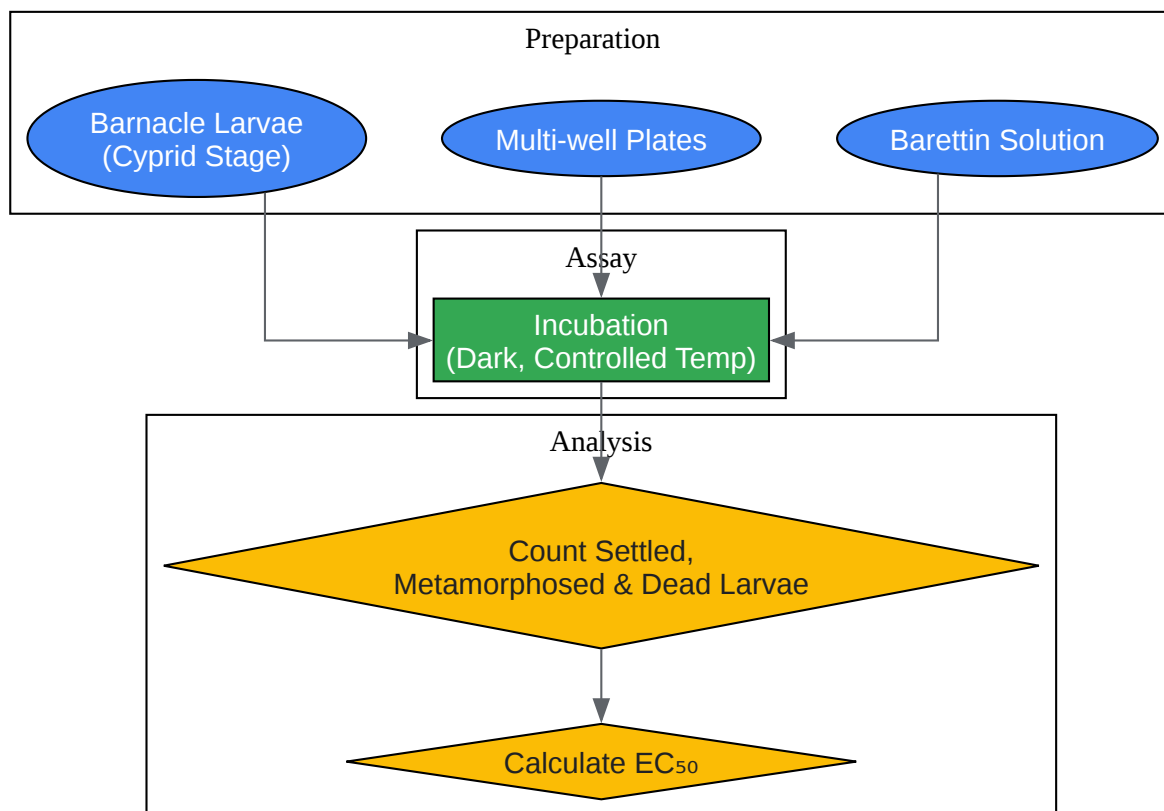 Preparation
Barnacle Larvae
(Cyprid Stage)
Multi-well Plates
Barettin Solution
Assay
Incubation
(Dark, Controlled Temp)
Analysis
Count Settled,
Metamorphosed & Dead Larvae
Calculate EC₅₀